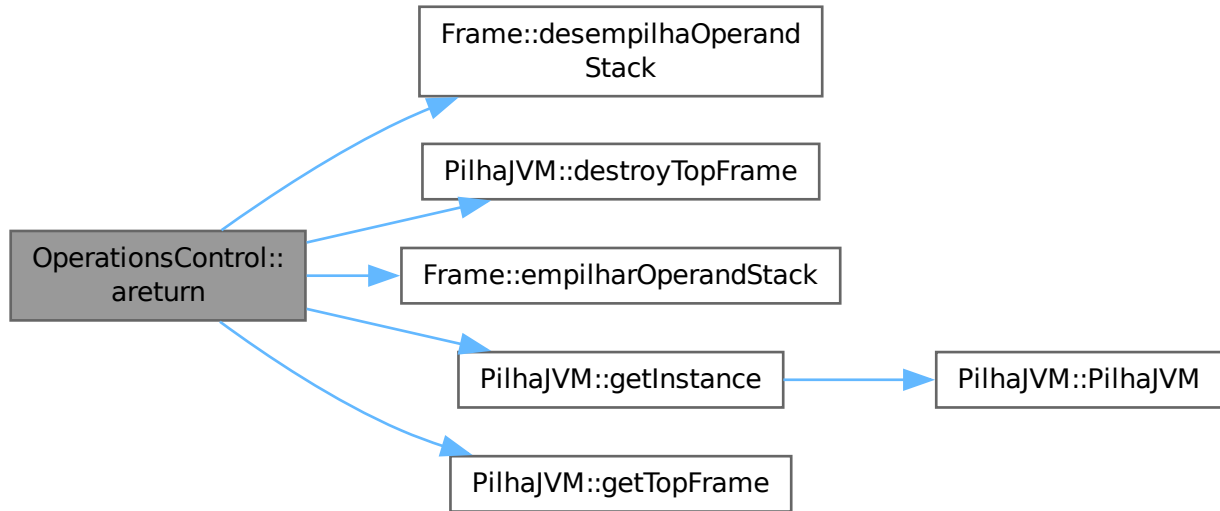 Frame::desempilhaOperand
Stack
PilhaJVM::destroyTopFrame
OperationsControl::
areturn
Frame::empilharOperandStack
PilhaJVM::getInstance
PilhaJVM::PilhaJVM
PilhaJVM::getTopFrame